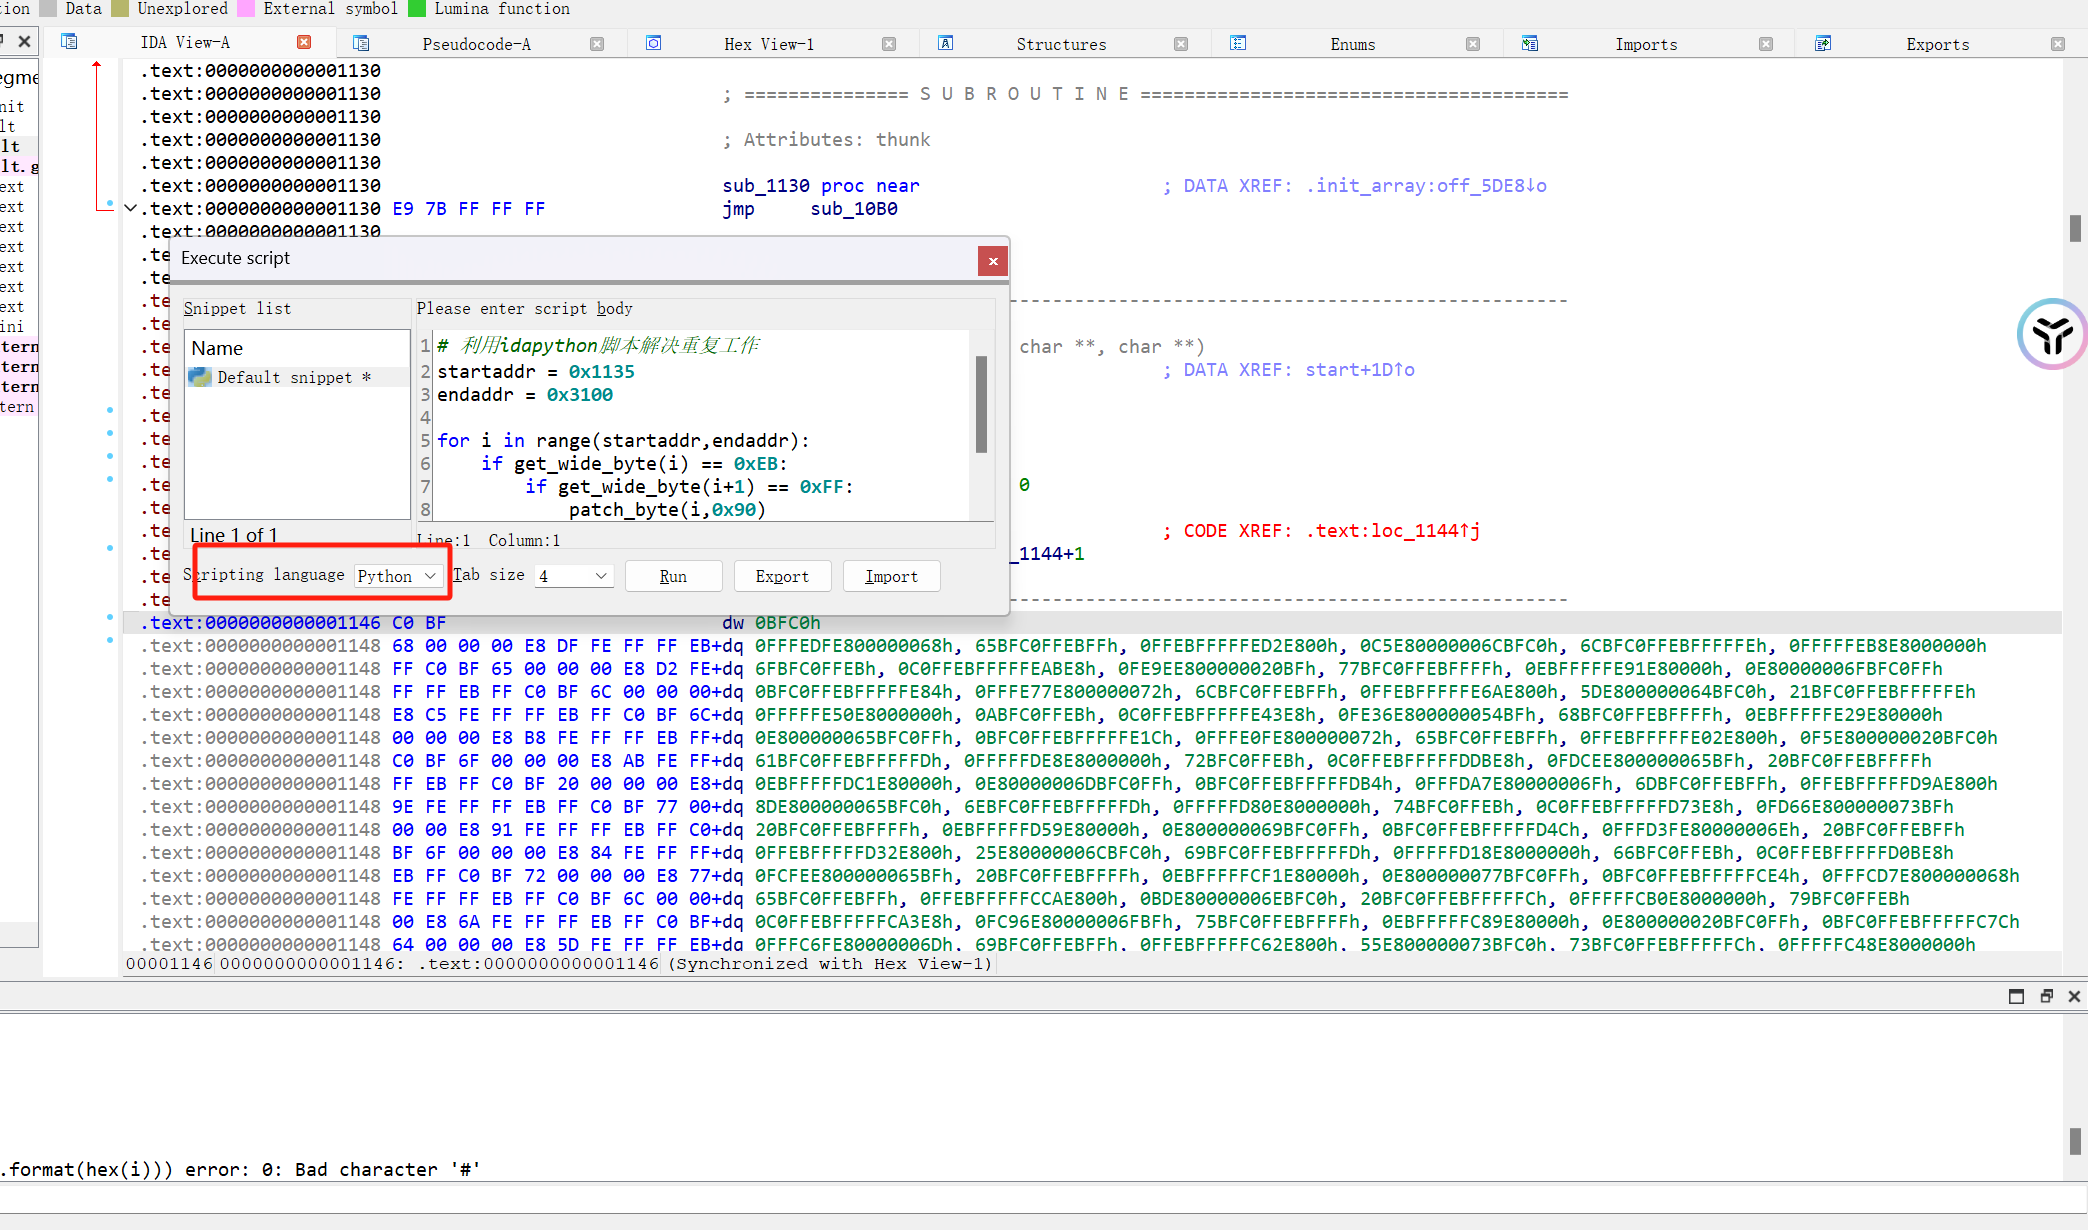 tion Data Unexplored External symbol Lumina function
IDA View-A Pseudocode-A Hex View-1 Structures Enums Imports Exports
egme
nit
lt
lt
lt.g
ext
ext
ext
ext
ext
ext
ext
ini
tern
tern
tern
tern
.text:0000000000001130
.text:0000000000001130 ; =============== S U B R O U T I N E =======================================
.text:0000000000001130
.text:0000000000001130 ; Attributes: thunk
.text:0000000000001130
.text:0000000000001130 sub_1130 proc near ; DATA XREF: .init_array:off_5DE8↓o
.text:0000000000001130 E9 7B FF FF FF jmp sub_10B0
.text:0000000000001130
char **, char **)
; DATA XREF: start+1D↑o
0
; CODE XREF: .text:loc_1144↑j
_1144+1
Execute script
Snippet list
Name
Default snippet *
Line 1 of 1
Please enter script body
1 # 利用idapython脚本解决重复工作
2 startaddr = 0x1135
3 endaddr = 0x3100
4
5 for i in range(startaddr,endaddr):
6 if get_wide_byte(i) == 0xEB:
7 if get_wide_byte(i+1) == 0xFF:
8 patch_byte(i,0x90)
Line:1 Column:1
Scripting language Python Tab size 4 Run Export Import
.text:0000000000001146 C0 BF dw 0BFC0h
.text:0000000000001148 68 00 00 00 E8 DF FE FF FF EB+dq 0FFFEDFE800000068h, 65BFC0FFEBFFh, 0FFEBFFFFFED2E800h, 0C5E80000006CBFC0h, 6CBFC0FFEBFFFFFEh, 0FFFFFEB8E8000000h
.text:0000000000001148 FF C0 BF 65 00 00 00 E8 D2 FE+dq 6FBFC0FFEBh, 0C0FFEBFFFFFEABE8h, 0FE9EE800000020BFh, 77BFC0FFEBFFFFh, 0EBFFFFFE91E80000h, 0E80000006FBFC0FFh
.text:0000000000001148 FF FF EB FF C0 BF 6C 00 00 00+dq 0BFC0FFEBFFFFFE84h, 0FFFE77E800000072h, 6CBFC0FFEBFFh, 0FFEBFFFFFE6AE800h, 5DE800000064BFC0h, 21BFC0FFEBFFFFFEh
.text:0000000000001148 E8 C5 FE FF FF EB FF C0 BF 6C+dq 0FFFFFE50E8000000h, 0ABFC0FFEBh, 0C0FFEBFFFFFE43E8h, 0FE36E800000054BFh, 68BFC0FFEBFFFFh, 0EBFFFFFE29E80000h
.text:0000000000001148 00 00 00 E8 B8 FE FF FF EB FF+dq 0E800000065BFC0FFh, 0BFC0FFEBFFFFFE1Ch, 0FFFE0FE800000072h, 65BFC0FFEBFFh, 0FFEBFFFFFE02E800h, 0F5E800000020BFC0h
.text:0000000000001148 C0 BF 6F 00 00 00 E8 AB FE FF+dq 61BFC0FFEBFFFFFDh, 0FFFFFDE8E8000000h, 72BFC0FFEBh, 0C0FFEBFFFFFDDBE8h, 0FDCEE800000065BFh, 20BFC0FFEBFFFFh
.text:0000000000001148 FF EB FF C0 BF 20 00 00 00 E8+dq 0EBFFFFFDC1E80000h, 0E80000006DBFC0FFh, 0BFC0FFEBFFFFFDB4h, 0FFFDA7E80000006Fh, 6DBFC0FFEBFFh, 0FFEBFFFFFD9AE800h
.text:0000000000001148 9E FE FF FF EB FF C0 BF 77 00+dq 8DE800000065BFC0h, 6EBFC0FFEBFFFFFDh, 0FFFFFD80E8000000h, 74BFC0FFEBh, 0C0FFEBFFFFFD73E8h, 0FD66E800000073BFh
.text:0000000000001148 00 00 E8 91 FE FF FF EB FF C0+dq 20BFC0FFEBFFFFh, 0EBFFFFFD59E80000h, 0E800000069BFC0FFh, 0BFC0FFEBFFFFFD4Ch, 0FFFD3FE80000006Eh, 20BFC0FFEBFFh
.text:0000000000001148 BF 6F 00 00 00 E8 84 FE FF FF+dq 0FFEBFFFFFD32E800h, 25E80000006CBFC0h, 69BFC0FFEBFFFFFDh, 0FFFFFD18E8000000h, 66BFC0FFEBh, 0C0FFEBFFFFFD0BE8h
.text:0000000000001148 EB FF C0 BF 72 00 00 00 E8 77+dq 0FCFEE800000065BFh, 20BFC0FFEBFFFFh, 0EBFFFFFCF1E80000h, 0E800000077BFC0FFh, 0BFC0FFEBFFFFFCE4h, 0FFFCD7E800000068h
.text:0000000000001148 FE FF FF EB FF C0 BF 6C 00 00+dq 65BFC0FFEBFFh, 0FFEBFFFFFCCAE800h, 0BDE80000006EBFC0h, 20BFC0FFEBFFFFFCh, 0FFFFFCB0E8000000h, 79BFC0FFEBh
.text:0000000000001148 00 E8 6A FE FF FF EB FF C0 BF+dq 0C0FFEBFFFFFCA3E8h, 0FC96E80000006FBFh, 75BFC0FFEBFFFFh, 0EBFFFFFC89E80000h, 0E800000020BFC0FFh, 0BFC0FFEBFFFFFC7Ch
.text:0000000000001148 64 00 00 00 E8 5D FE FF FF EB+dq 0FFFC6FE80000006Dh, 69BFC0FFEBFFh, 0FFEBFFFFFC62E800h, 55E800000073BFC0h, 73BFC0FFEBFFFFFCh, 0FFFFFC48E8000000h
00001146 0000000000001146: .text:0000000000001146 (Synchronized with Hex View-1)
.format(hex(i))) error: 0: Bad character '#'